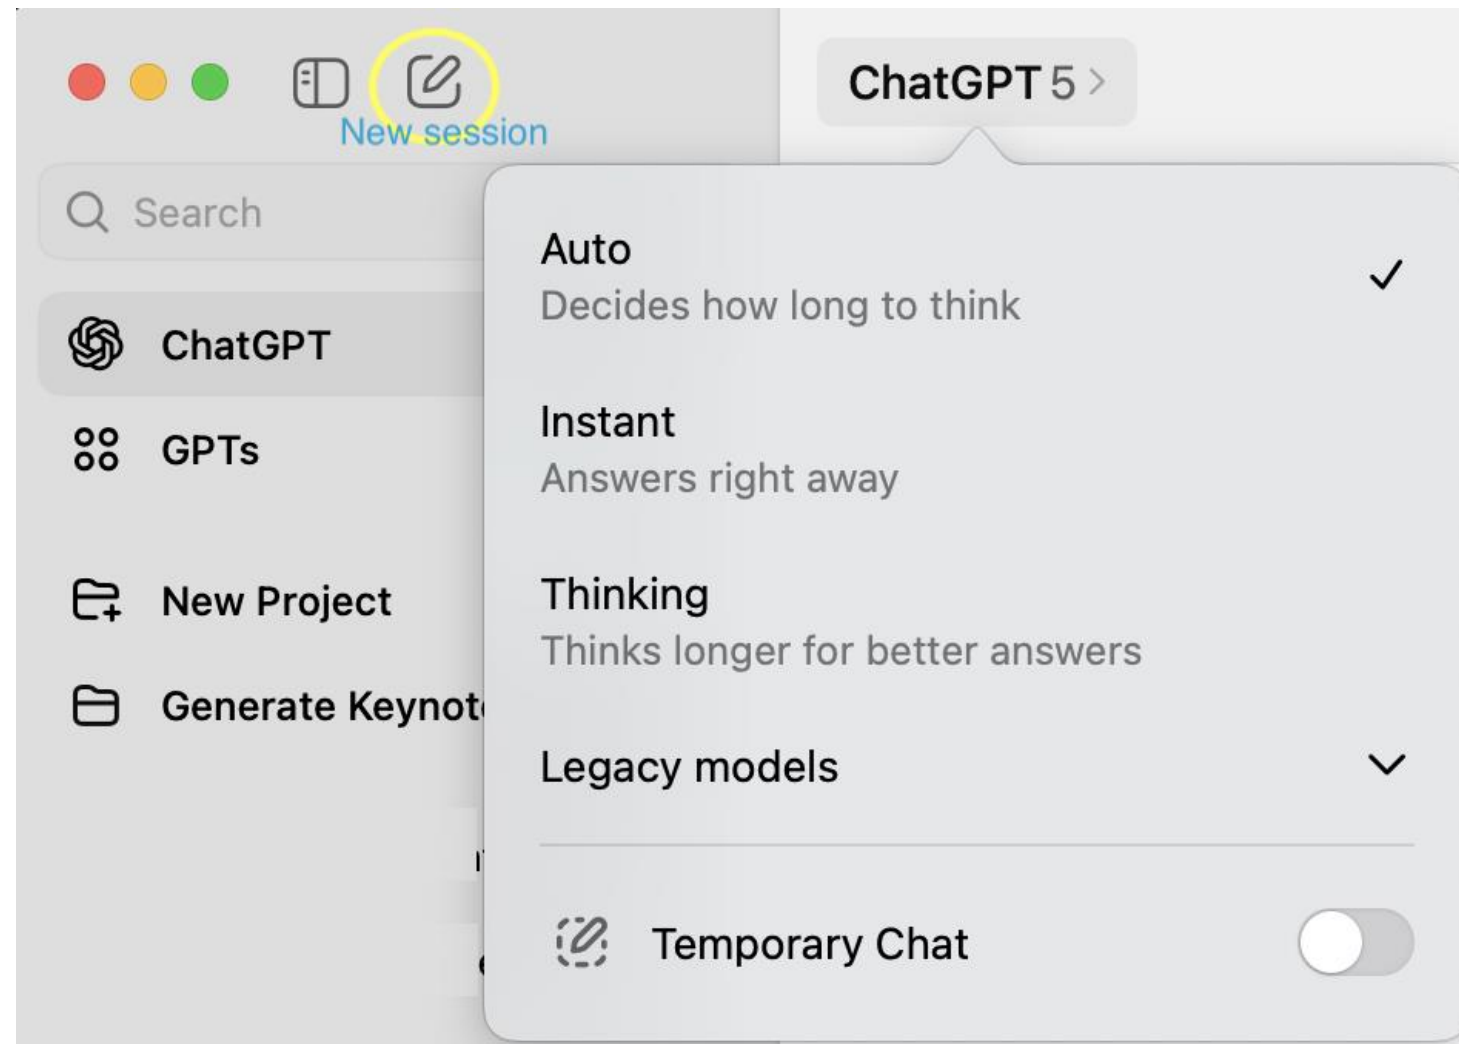 ChatGPT 5
New session
Search
ChatGPT
GPTs
New Project
Generate Keynot
Auto
Decides how long to think
Instant
Answers right away
Thinking
Thinks longer for better answers
Legacy models
Temporary Chat